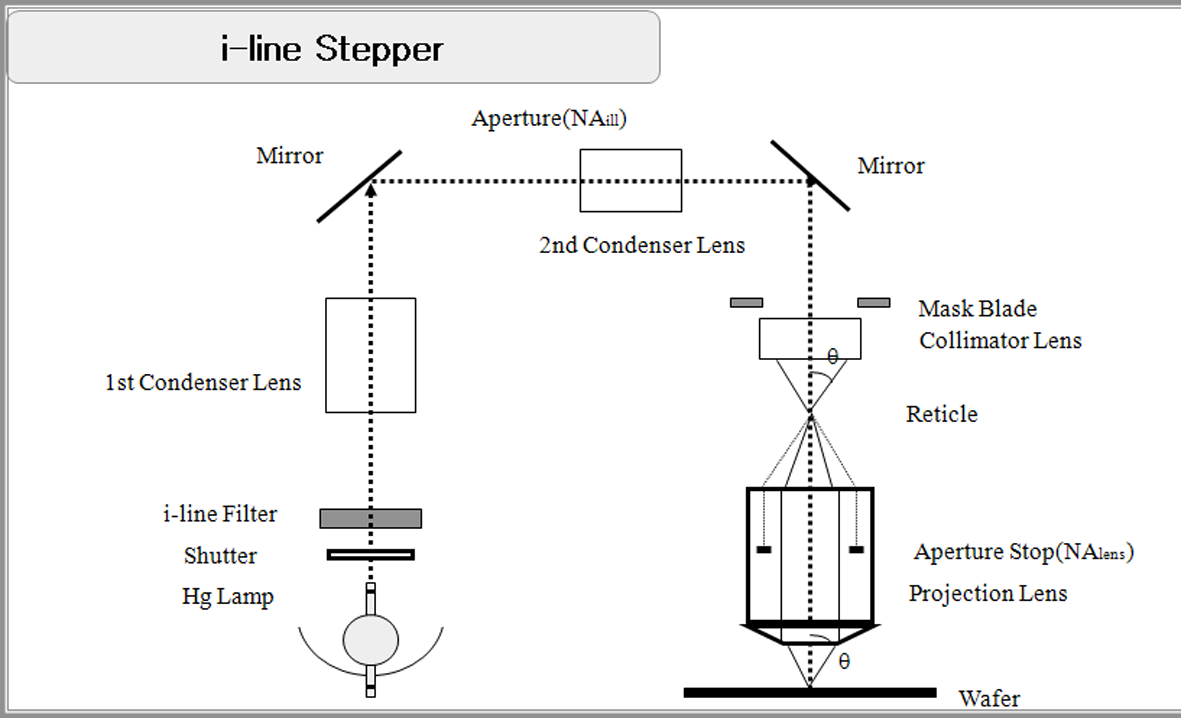 i-line Stepper
Aperture(NAill)
Mirror
Mirror
2nd Condenser Lens
Mask Blade
Collimator Lens
θ
1st Condenser Lens
Reticle
i-line Filter
Shutter
Aperture Stop(NAlens)
Hg Lamp
Projection Lens
θ
Wafer